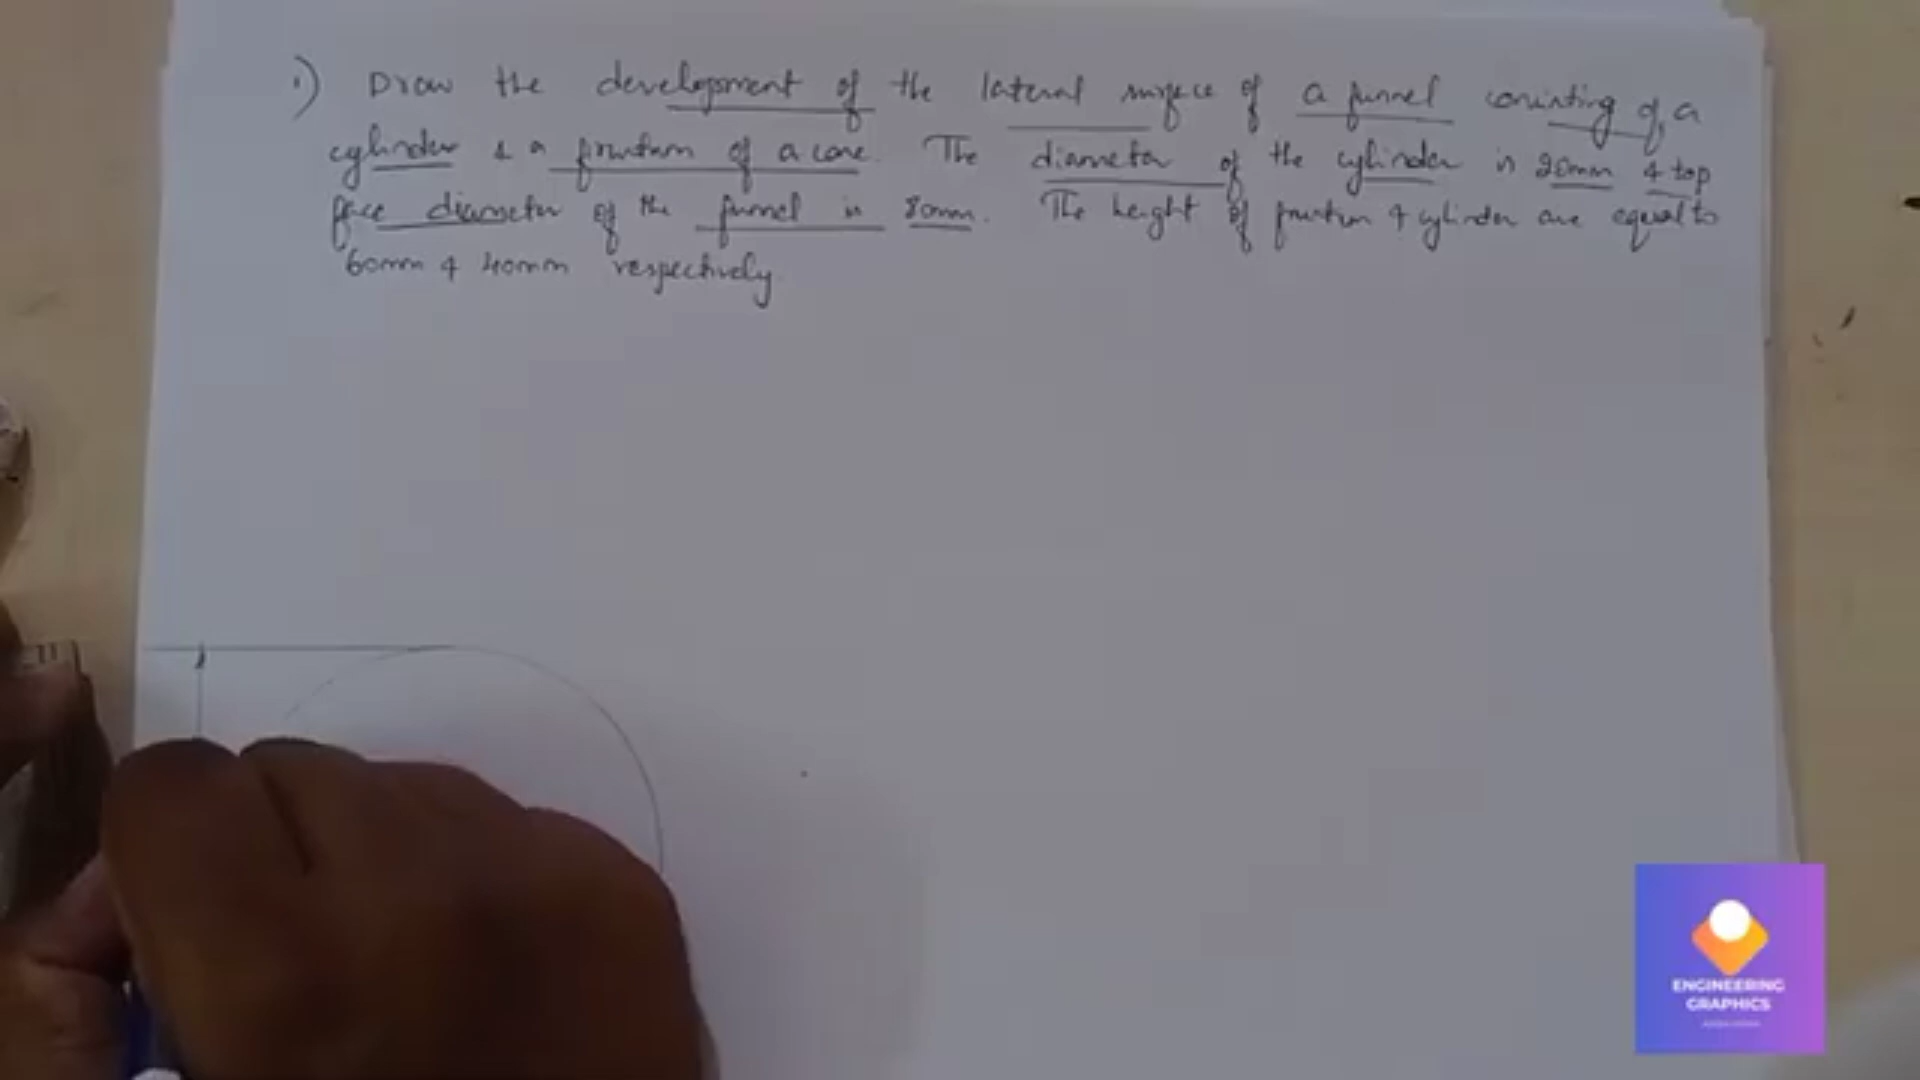 1) Draw the development of the lateral surface of a funnel consisting of a
cylinder & a frustum of a cone. The diameter of the cylinder is 20mm & top
face diameter of the funnel is 80mm. The height of frustum & cylinder are equal to
60mm & 40mm respectively.
ENGINEERING
GRAPHICS